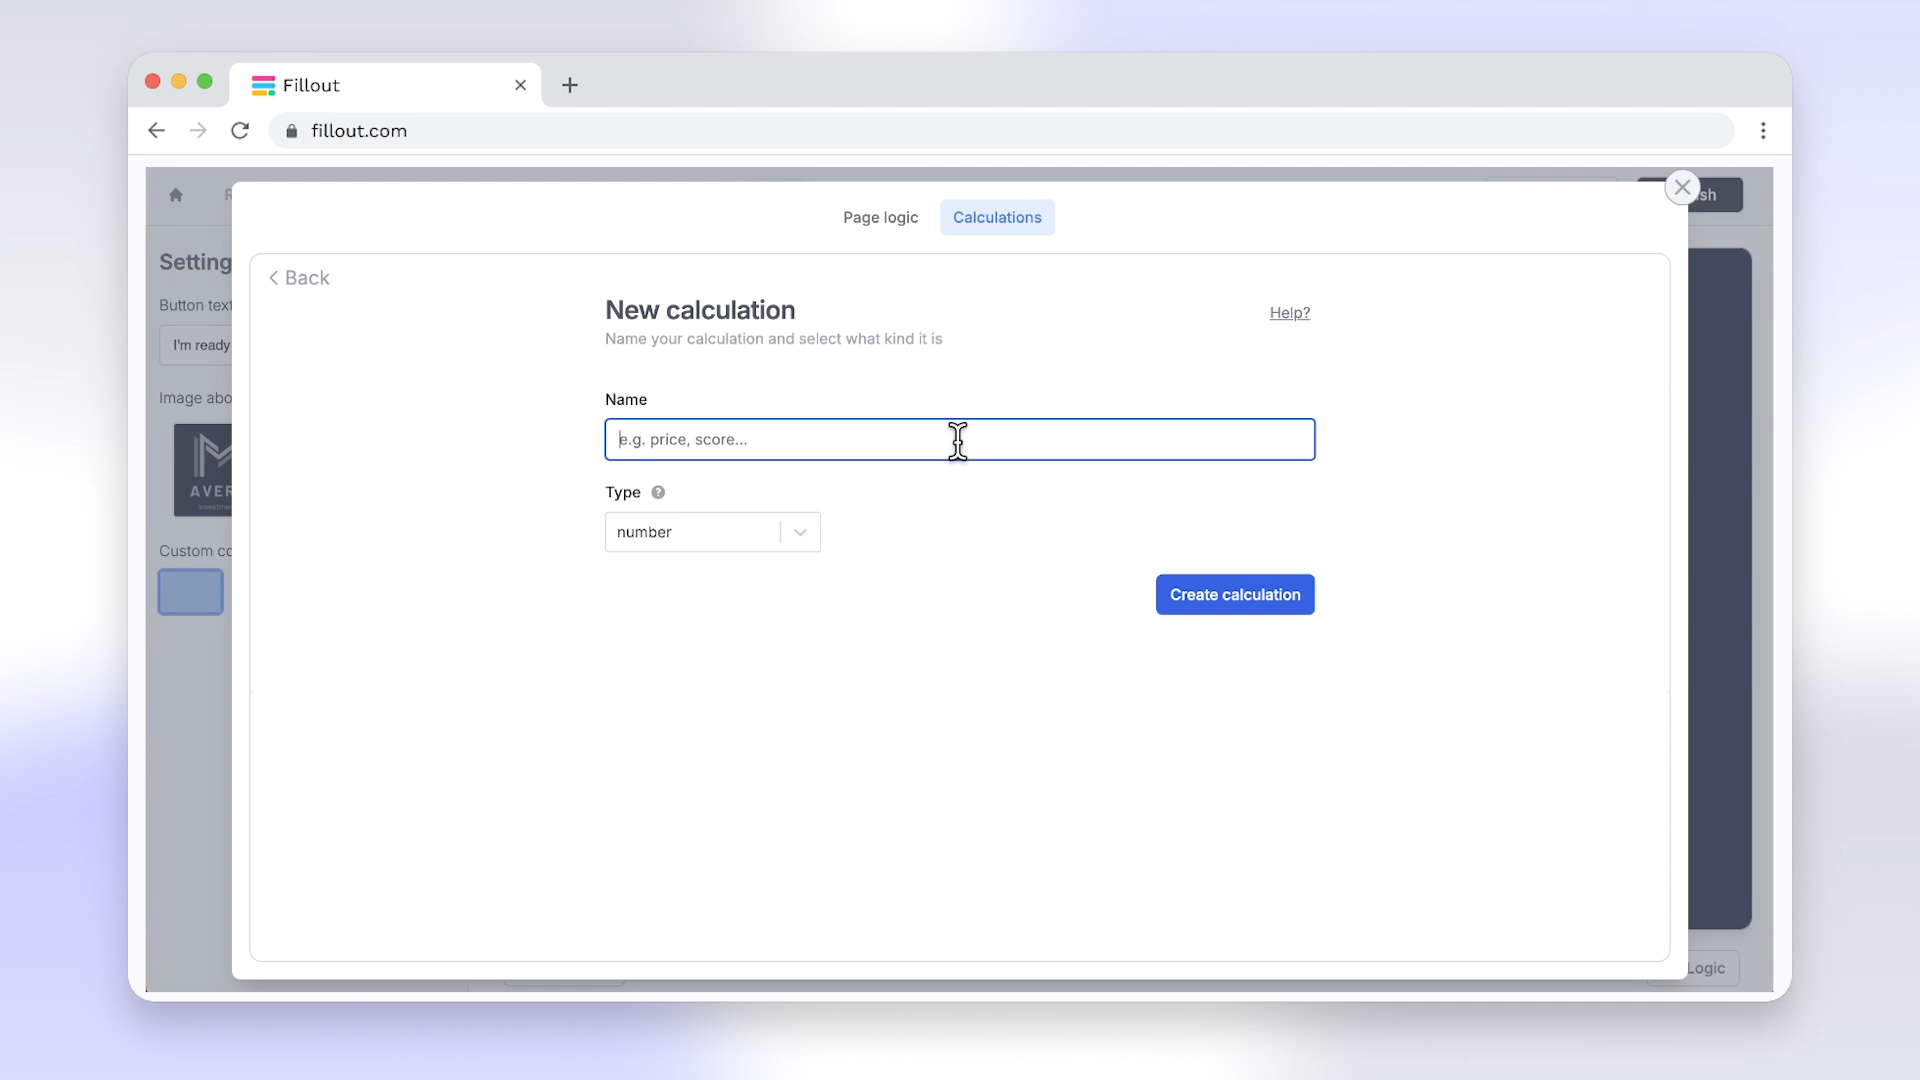 Fillout
fillout.com
Page logic
Calculations
Setting
Button text
I'm ready
Image abo
AVER
Custom co
Back
New calculation
Help?
Name your calculation and select what kind it is
Name
e.g. price, score...
Type
number
Create calculation
Logic